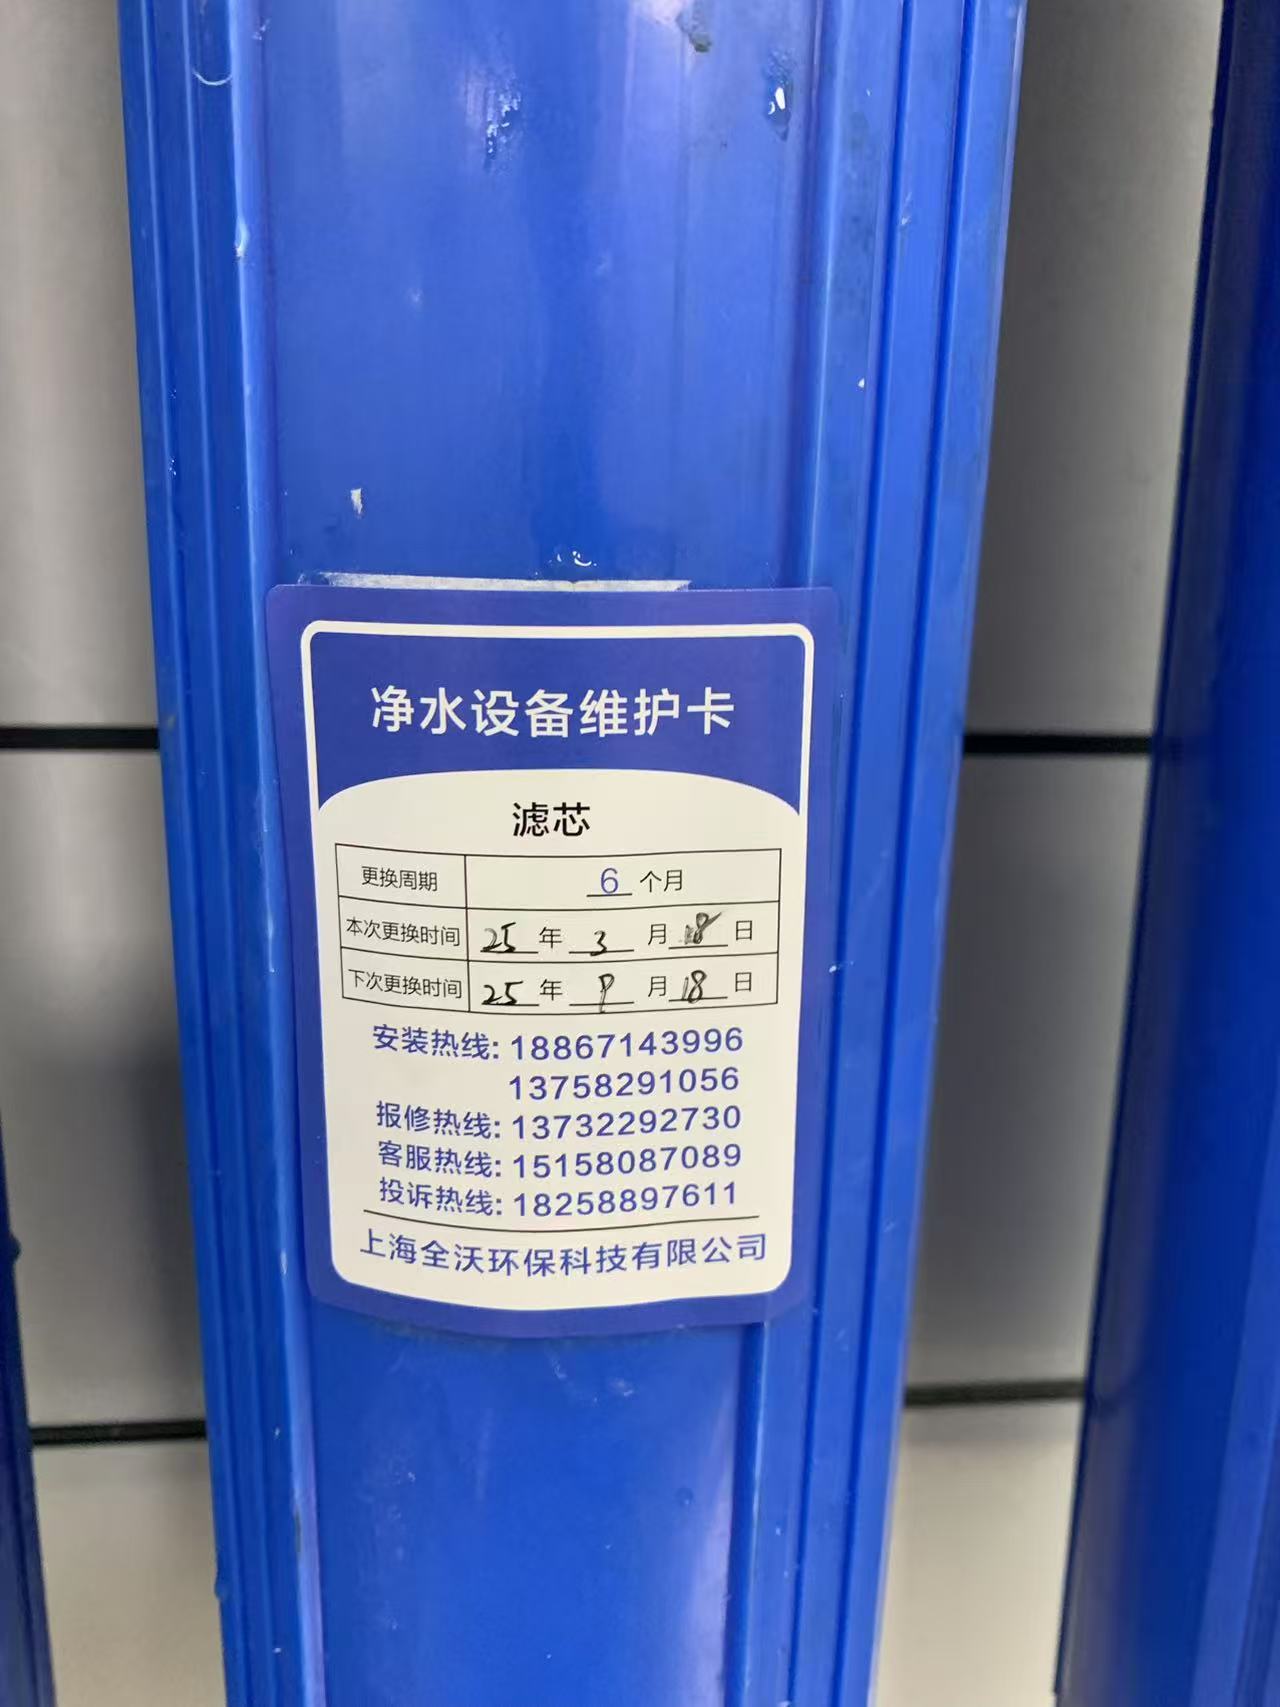 净水设备维护卡
滤芯
更换周期 6 个月
本次更换时间 25 年 3 月 18 日
下次更换时间 25 年 9 月 18 日
安装热线: 18867143996
13758291056
报修热线: 13732292730
客服热线: 15158087089
投诉热线: 18258897611
上海全沃环保科技有限公司